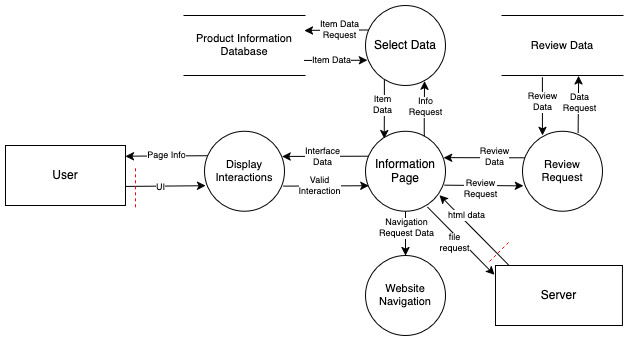 Product Information
Database
Item Data
Request
Item Data
Select Data
Review Data
Item
Data
Info
Request
Review
Data
Data
Request
User
Page Info
UI
Display
Interactions
Interface
Data
Valid
Interaction
Information
Page
Review
Data
Review
Request
Review
Request
html data
file
request
Navigation
Request Data
Website
Navigation
Server